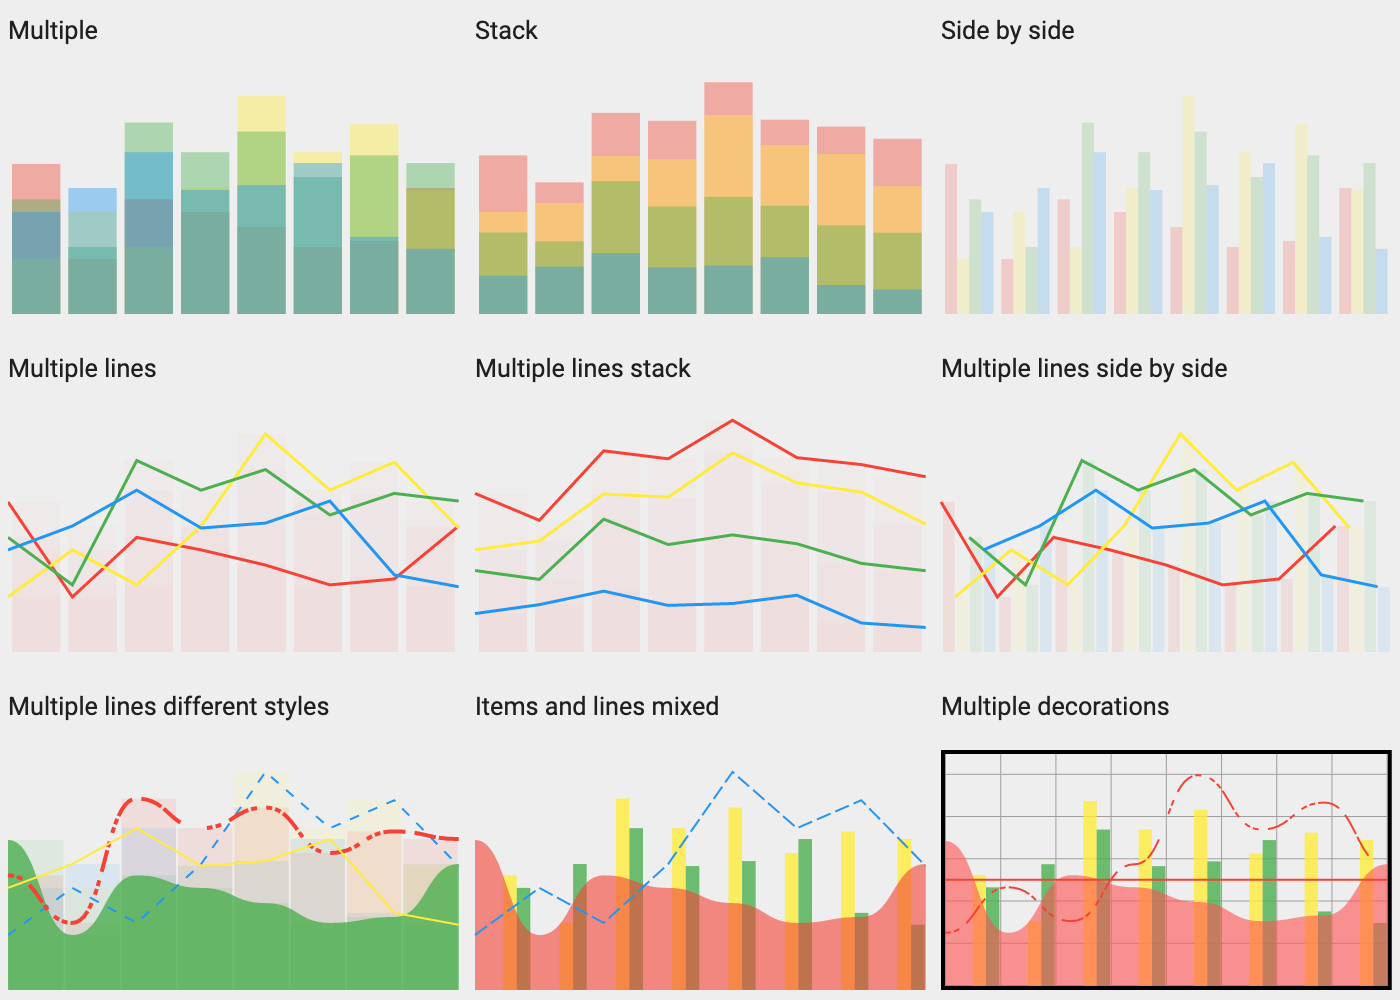 Multiple
Stack
Side by side
Multiple lines
Multiple lines stack
Multiple lines side by side
Multiple lines different styles
Items and lines mixed
Multiple decorations